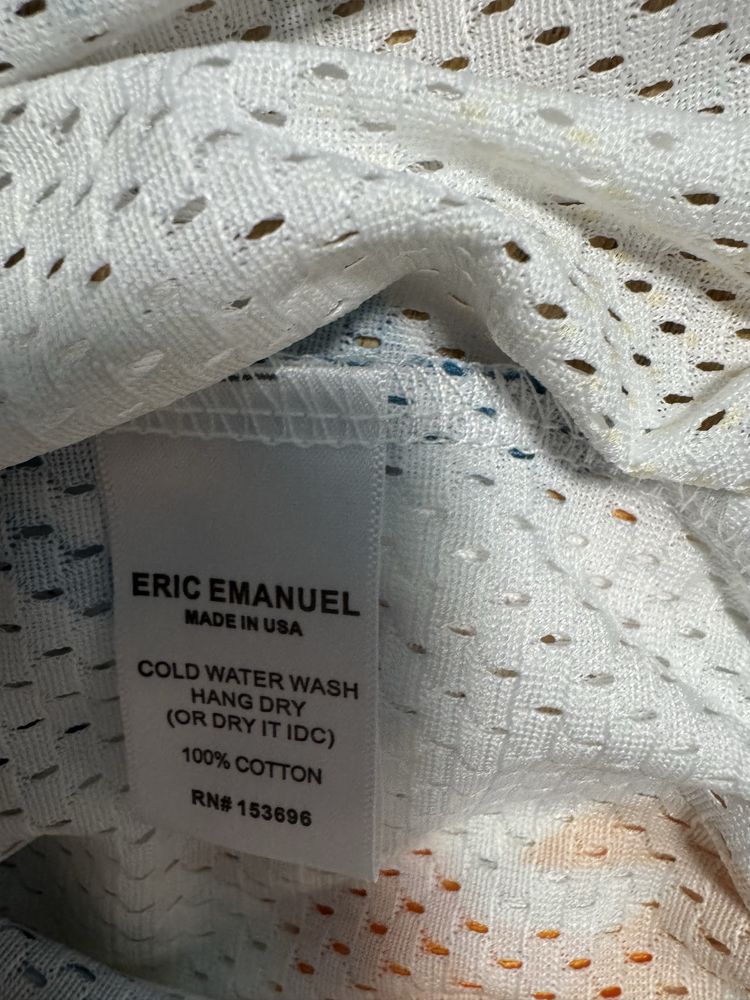 ERIC EMANUEL
MADE IN USA
COLD WATER WASH
HANG DRY
(OR DRY IT IDC)
100% COTTON
RN# 153696